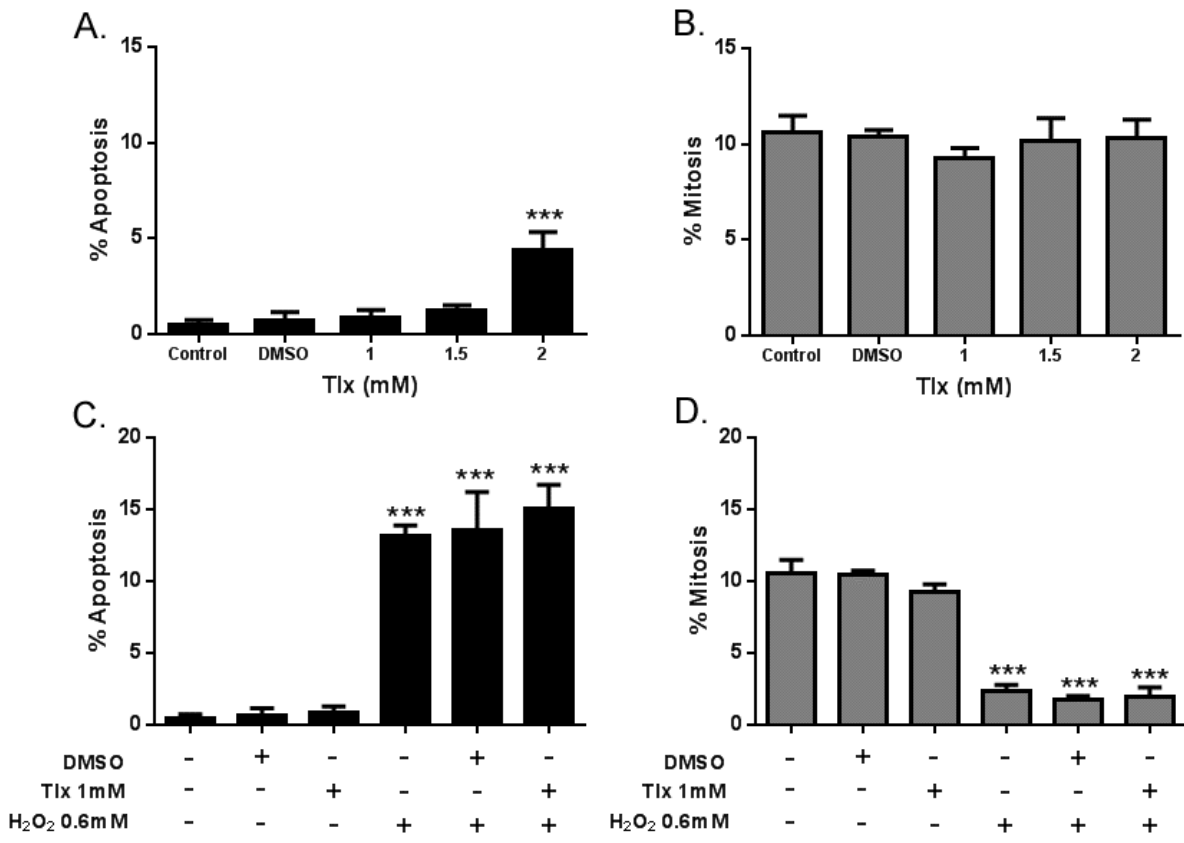 A.
15
10
5
0
% Apoptosis
***
Control DMSO 1 1.5 2
Tlx (mM)
B.
15
10
5
0
% Mitosis
Control DMSO 1 1.5 2
Tlx (mM)
C.
20
15
10
5
0
% Apoptosis
*** *** ***
DMSO - + - - + -
Tlx 1mM - - + - - +
H₂O₂ 0.6mM - - - + + +
D.
20
15
10
5
0
% Mitosis
*** *** ***
DMSO - + - - + -
Tlx 1mM - - + - - +
H₂O₂ 0.6mM - - - + + +